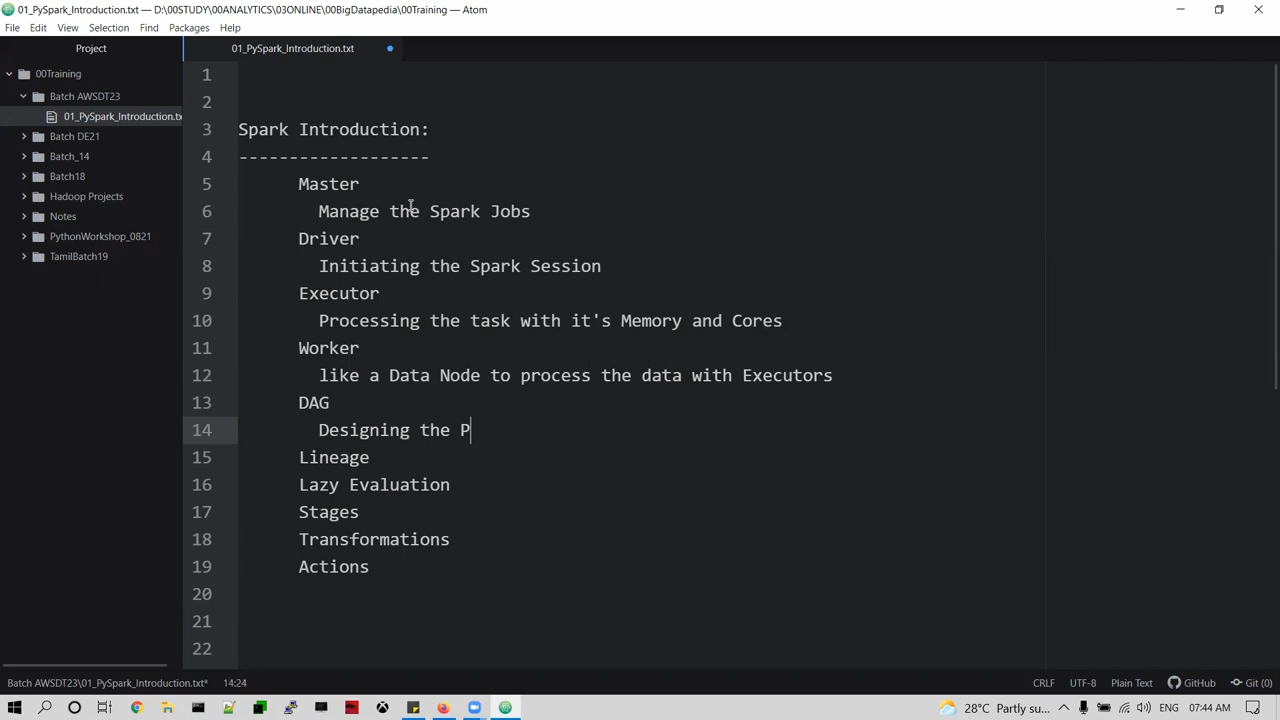 01_PySpark_Introduction.txt — D:\00STUDY\00ANALYTICS\03ONLINE\00BigDatapedia\00Training — Atom
File Edit View Selection Find Packages Help
Project
01_PySpark_Introduction.txt
00Training
Batch AWSDT23
01_PySpark_Introduction.tx
Batch DE21
Batch_14
Batch18
Hadoop Projects
Notes
PythonWorkshop_0821
TamilBatch19
1
2
3 Spark Introduction:
4 -------------------
5 Master
6 Manage the Spark Jobs
7 Driver
8 Initiating the Spark Session
9 Executor
10 Processing the task with it's Memory and Cores
11 Worker
12 like a Data Node to process the data with Executors
13 DAG
14 Designing the P
15 Lineage
16 Lazy Evaluation
17 Stages
18 Transformations
19 Actions
20
21
22
Batch AWSDT23\01_PySpark_Introduction.txt* 14:24 CRLF UTF-8 Plain Text GitHub Git (0)
28°C Partly su... 07:44 AM